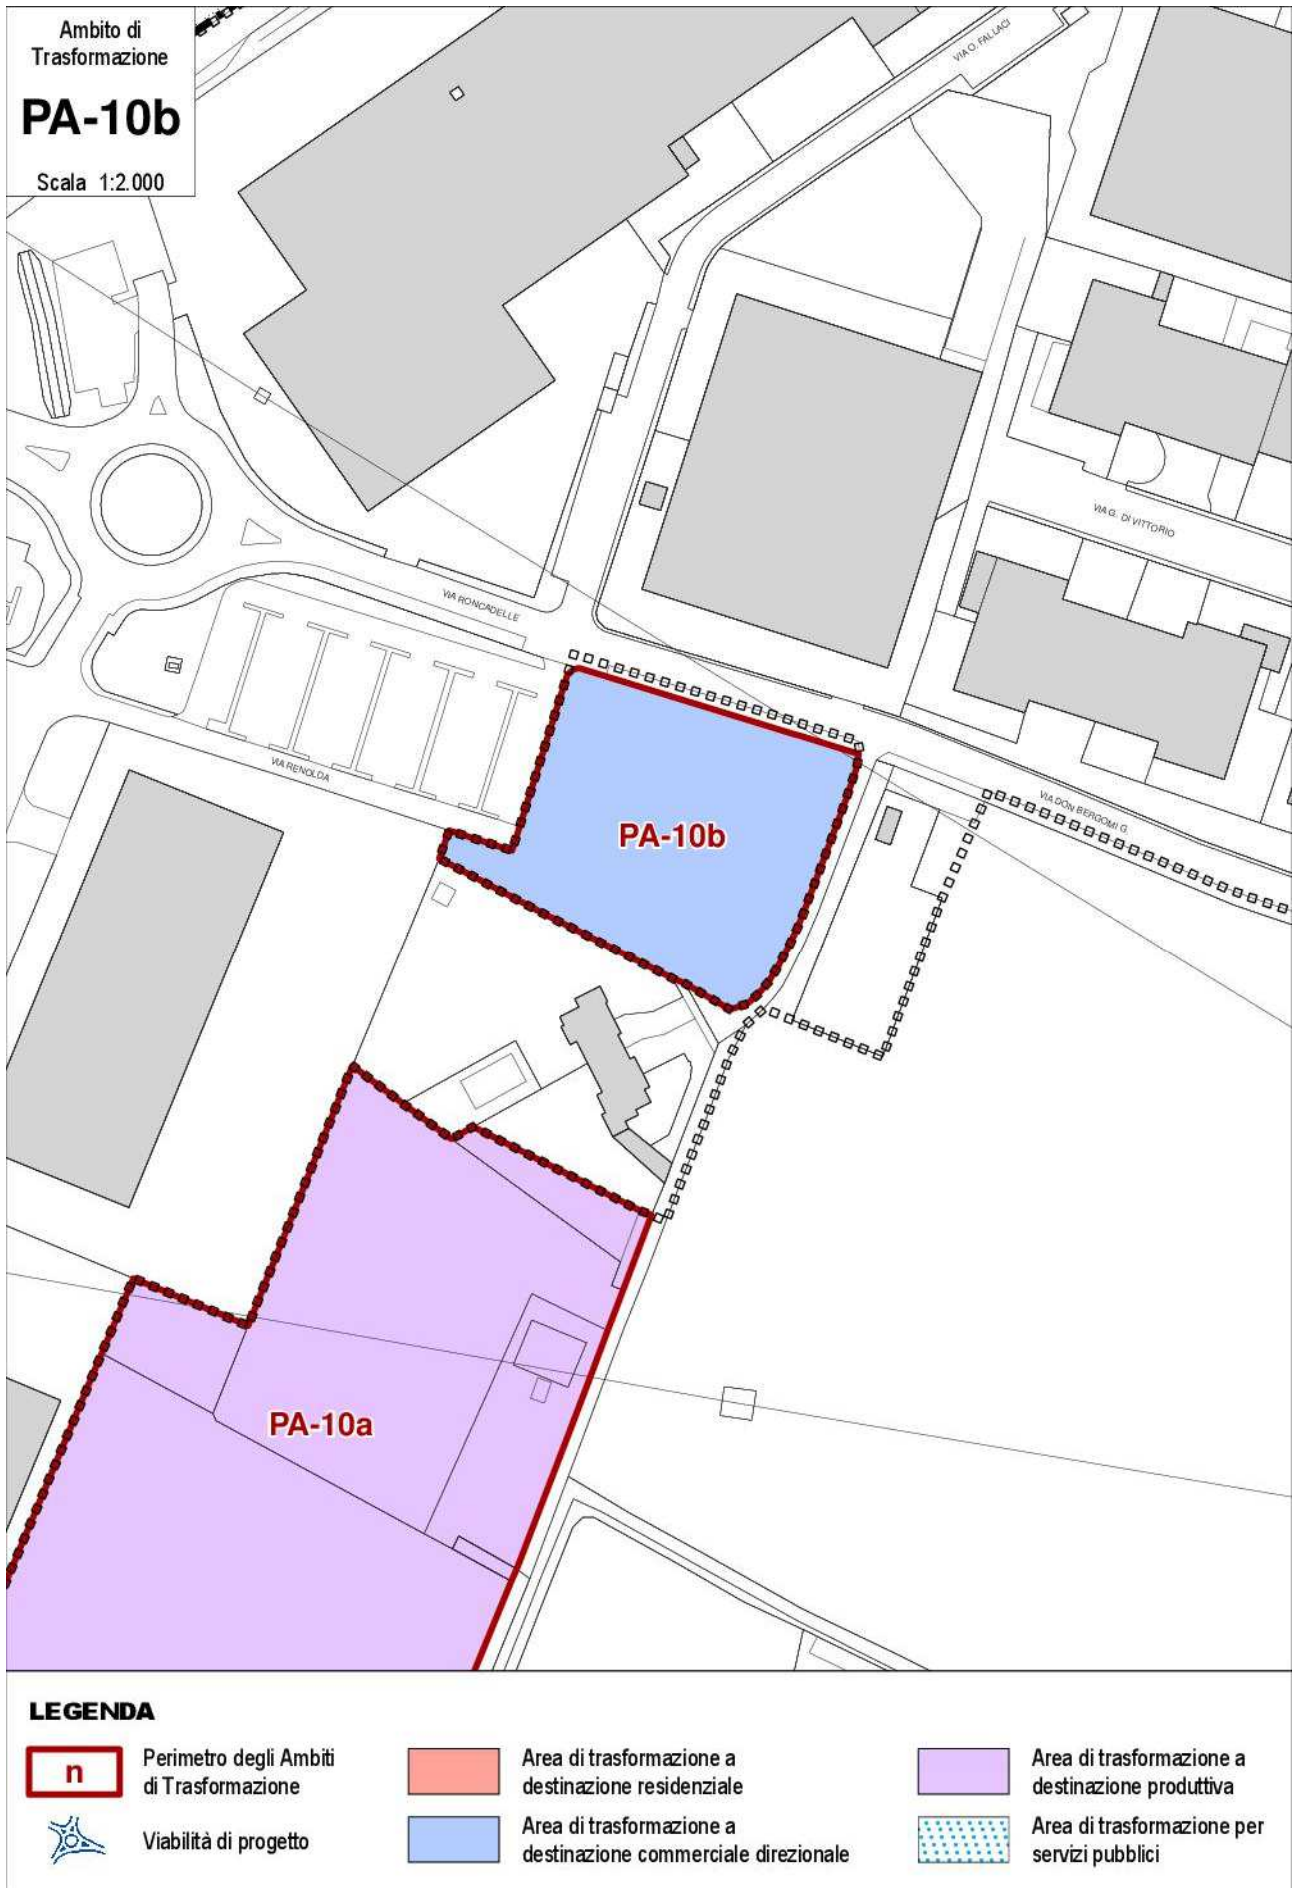 Ambito di
Trasformazione
PA-10b
Scala 1:2.000
VIA O. FALLACI
VIA G. DI VITTORIO
VIA RONCADELLE
VIA RENOLDA
VIA DON BERGOMI G.
PA-10b
PA-10a
LEGENDA
n
Perimetro degli Ambiti
di Trasformazione
Viabilità di progetto
Area di trasformazione a
destinazione residenziale
Area di trasformazione a
destinazione commerciale direzionale
Area di trasformazione a
destinazione produttiva
Area di trasformazione per
servizi pubblici